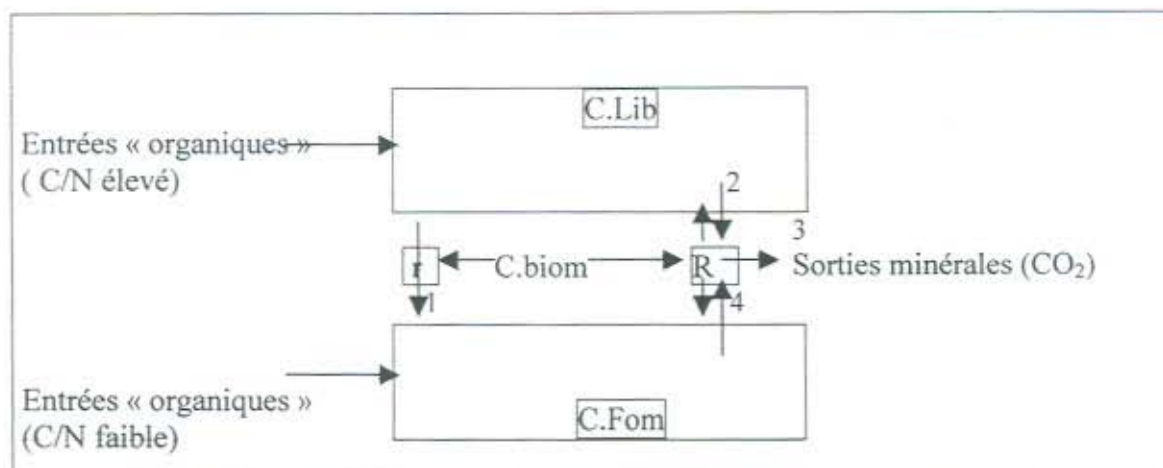 C.Lib
Entrées « organiques »
( C/N élevé)
2
3
r
C.biom
R
Sorties minérales (CO₂)
1
4
Entrées « organiques »
(C/N faible)
C.Fom